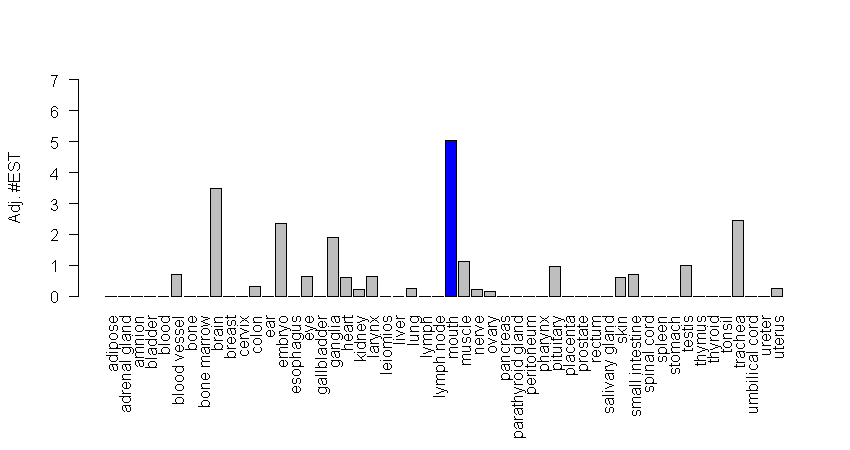 7
6
5
4
3
2
1
0
Adj. #EST
adipose
adrenal gland
amnion
bladder
blood
blood vessel
bone
bone marrow
brain
breast
cervix
colon
ear
embryo
esophagus
eye
gallbladder
ganglia
heart
kidney
larynx
leiomios
liver
lung
lymph
lymph node
mouth
muscle
nerve
ovary
pancreas
parathyroid gland
peritoneum
pharynx
pituitary
placenta
prostate
rectum
salivary gland
skin
small intestine
spinal cord
spleen
stomach
testis
thymus
thyroid
tonsil
trachea
umbilical cord
ureter
uterus